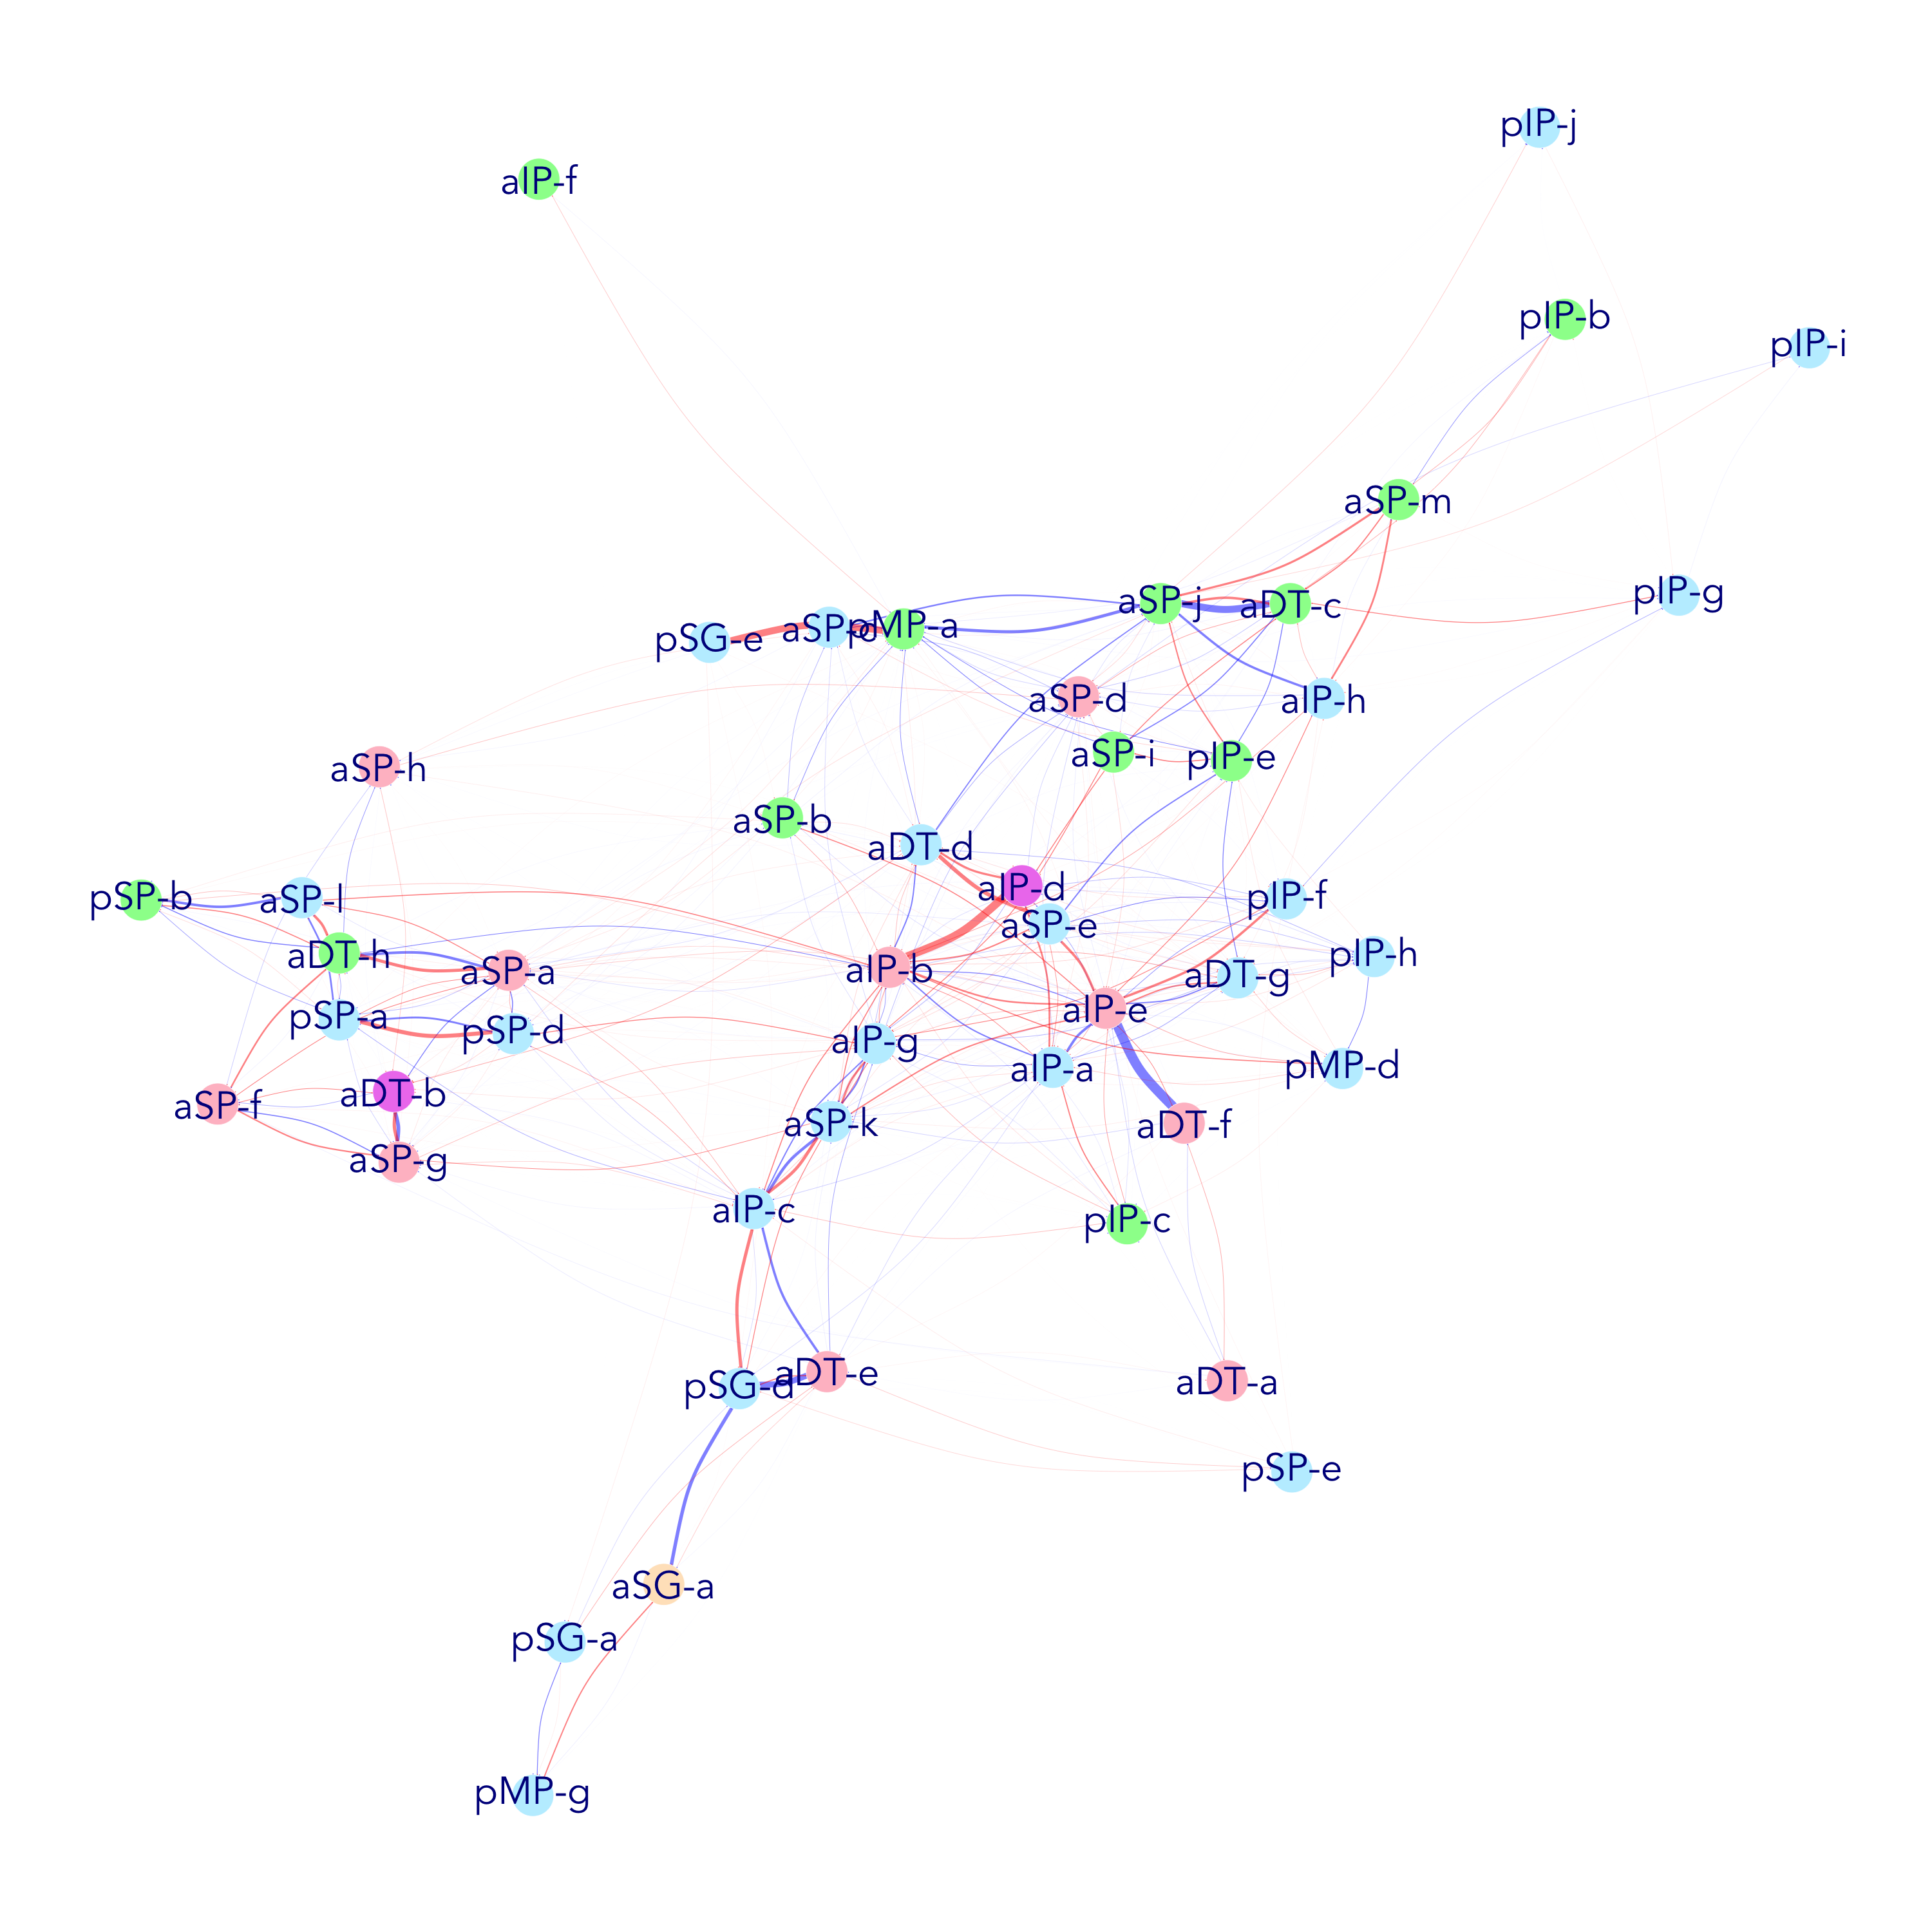 pIP-j
aIP-f
pIP-b
pIP-i
aSP-m
pIP-g
aSP-j
aDT-c
pSG-e
pMP-a
aSP-d
aIP-h
aSP-i
pIP-e
aSP-h
aSP-b
aDT-d
aIP-d
pSP-b
aSP-l
pIP-f
aSP-e
aDT-h
aSP-a
aIP-b
pIP-h
aDT-g
aIP-e
pSP-a
pSP-d
aIP-g
aIP-a
pMP-d
aSP-f
aDT-b
aSP-k
aDT-f
aSP-g
aIP-c
pIP-c
pSG-d
aDT-e
aDT-a
pSP-e
aSG-a
pSG-a
pMP-g